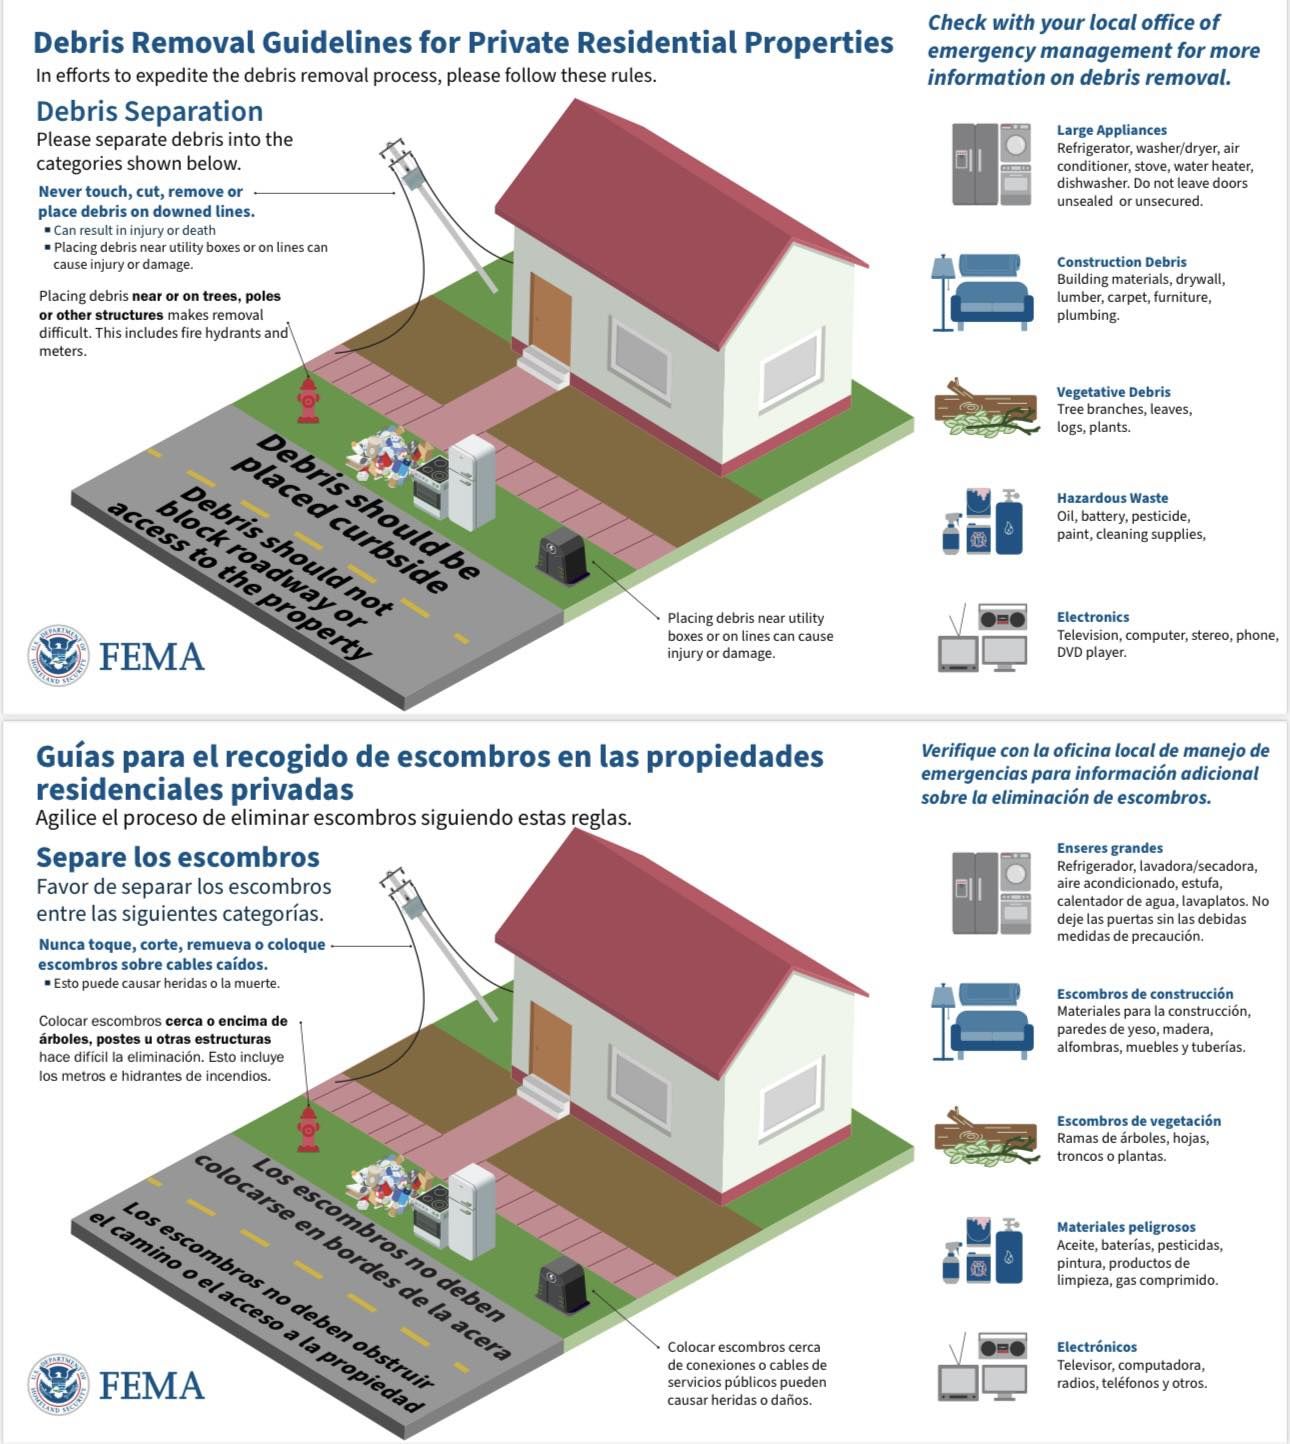 Debris Removal Guidelines for Private Residential Properties
In efforts to expedite the debris removal process, please follow these rules.
Debris Separation
Please separate debris into the
categories shown below.
Never touch, cut, remove or
place debris on downed lines.
▪ Can result in injury or death
▪ Placing debris near utility boxes or on lines can
cause injury or damage.
Placing debris near or on trees, poles
or other structures makes removal
difficult. This includes fire hydrants and
meters.
Debris should be
placed curbside
Debris should not
block roadway or
access to the property
Placing debris near utility
boxes or on lines can cause
injury or damage.
U.S. DEPARTMENT OF HOMELAND SECURITY
FEMA
Check with your local office of
emergency management for more
information on debris removal.
Large Appliances
Refrigerator, washer/dryer, air
conditioner, stove, water heater,
dishwasher. Do not leave doors
unsealed or unsecured.
Construction Debris
Building materials, drywall,
lumber, carpet, furniture,
plumbing.
Vegetative Debris
Tree branches, leaves,
logs, plants.
Hazardous Waste
Oil, battery, pesticide,
paint, cleaning supplies,
Electronics
Television, computer, stereo, phone,
DVD player.
Guías para el recogido de escombros en las propiedades
residenciales privadas
Agilice el proceso de eliminar escombros siguiendo estas reglas.
Separe los escombros
Favor de separar los escombros
entre las siguientes categorías.
Nunca toque, corte, remueva o coloque
escombros sobre cables caídos.
▪ Esto puede causar heridas o la muerte.
Colocar escombros cerca o encima de
árboles, postes u otras estructuras
hace difícil la eliminación. Esto incluye
los metros e hidrantes de incendios.
Los escombros no deben
colocarse en bordes de la acera
Los escombros no deben obstruir
el camino o el acceso a la propiedad
Colocar escombros cerca
de conexiones o cables de
servicios públicos pueden
causar heridas o daños.
U.S. DEPARTMENT OF HOMELAND SECURITY
FEMA
Verifique con la oficina local de manejo de
emergencias para información adicional
sobre la eliminación de escombros.
Enseres grandes
Refrigerador, lavadora/secadora,
aire acondicionado, estufa,
calentador de agua, lavaplatos. No
deje las puertas sin las debidas
medidas de precaución.
Escombros de construcción
Materiales para la construcción,
paredes de yeso, madera,
alfombras, muebles y tuberías.
Escombros de vegetación
Ramas de árboles, hojas,
troncos o plantas.
Materiales peligrosos
Aceite, baterías, pesticidas,
pintura, productos de
limpieza, gas comprimido.
Electrónicos
Televisor, computadora,
radios, teléfonos y otros.